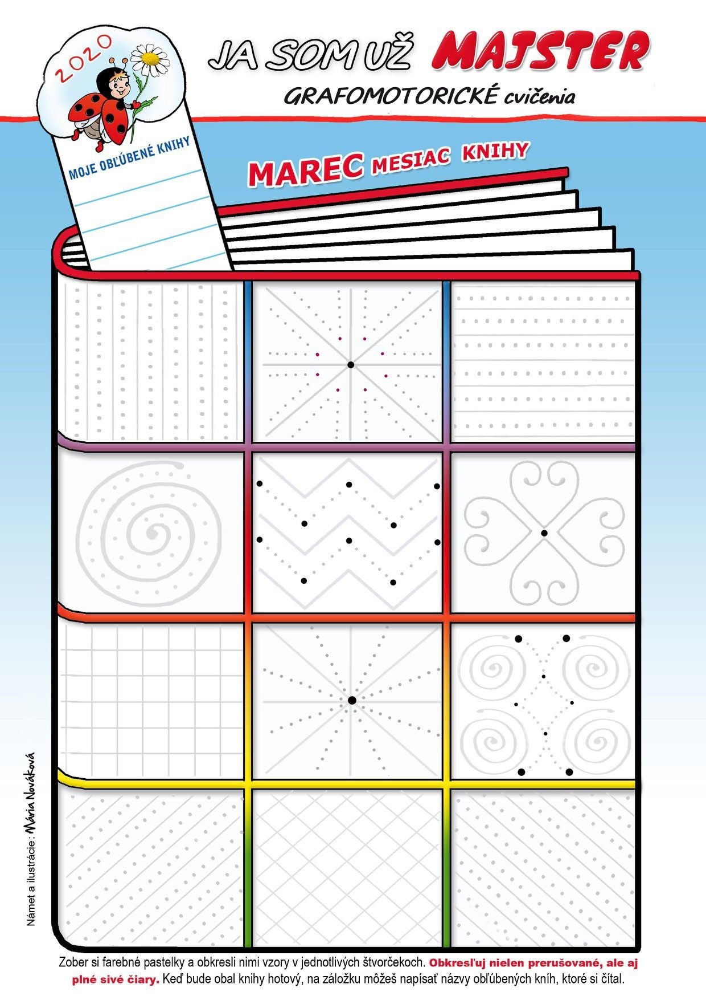 2020
JA SOM UŽ MAJSTER
GRAFOMOTORICKÉ cvičenia
MOJE OBĽÚBENÉ KNIHY
MAREC MESIAC KNIHY
Námet a ilustrácie : Mária Nováková
Zober si farebné pastelky a obkresli nimi vzory v jednotlivých štvorčekoch. Obkresľuj nielen prerušované, ale aj
plné sivé čiary. Keď bude obal knihy hotový, na záložku môžeš napísať názvy obľúbených kníh, ktoré si čítal.